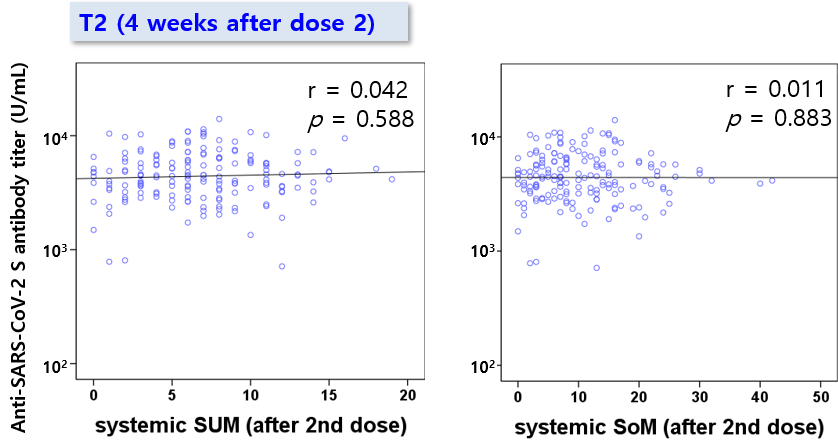 T2 (4 weeks after dose 2)
Anti-SARS-CoV-2 S antibody titer (U/mL)
r = 0.042
p = 0.588
10⁴
10³
10²
0 5 10 15 20
systemic SUM (after 2nd dose)
r = 0.011
p = 0.883
10⁴
10³
10²
0 10 20 30 40 50
systemic SoM (after 2nd dose)